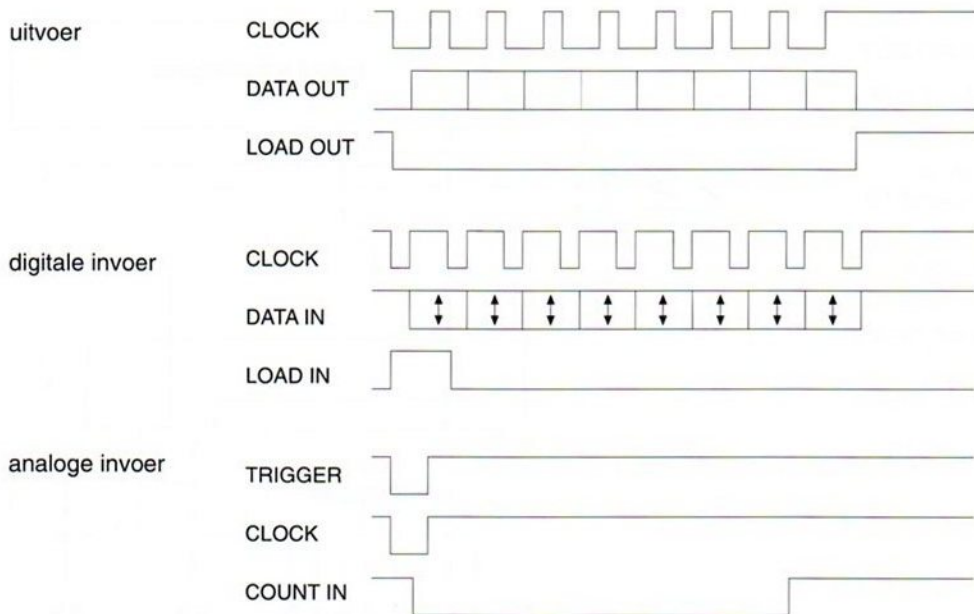 uitvoer
CLOCK
DATA OUT
LOAD OUT
digitale invoer
CLOCK
DATA IN
LOAD IN
analoge invoer
TRIGGER
CLOCK
COUNT IN